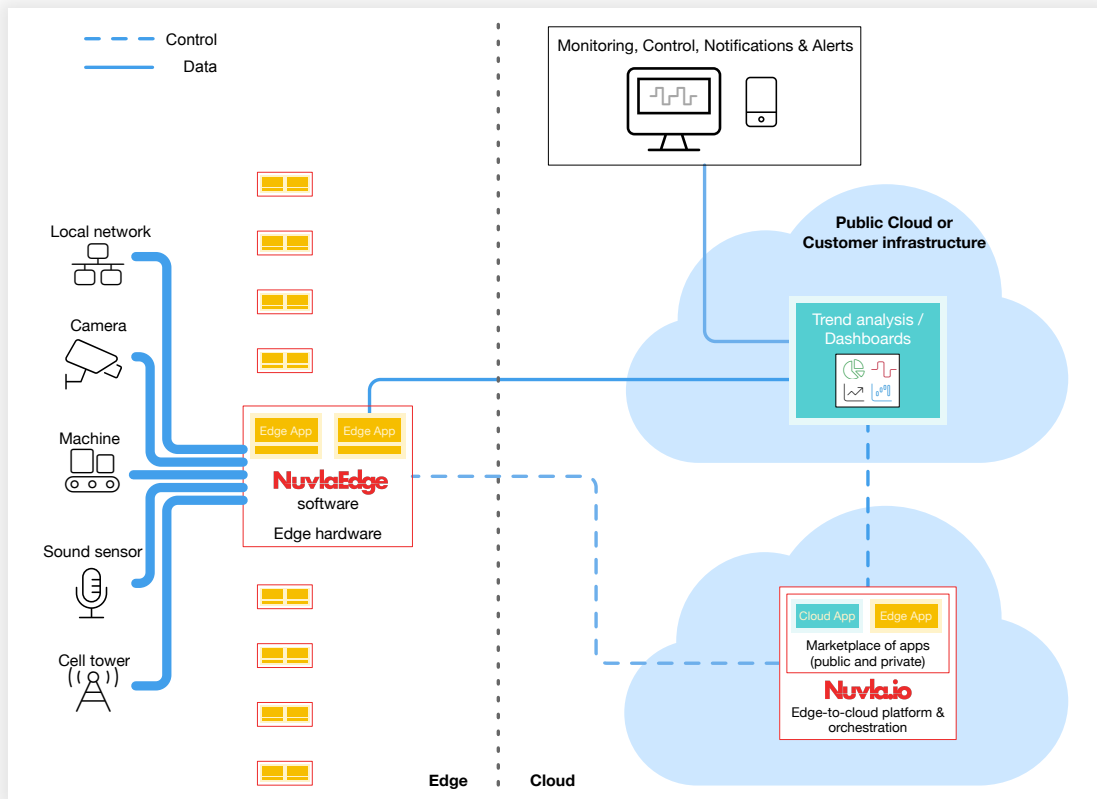 Control
Data
Monitoring, Control, Notifications & Alerts
Public Cloud or
Customer infrastructure
Trend analysis /
Dashboards
Local network
Camera
Machine
Sound sensor
Cell tower
Edge App
Edge App
NuvlaEdge
software
Edge hardware
Cloud App
Edge App
Marketplace of apps
(public and private)
Nuvla.io
Edge-to-cloud platform &
orchestration
Edge
Cloud